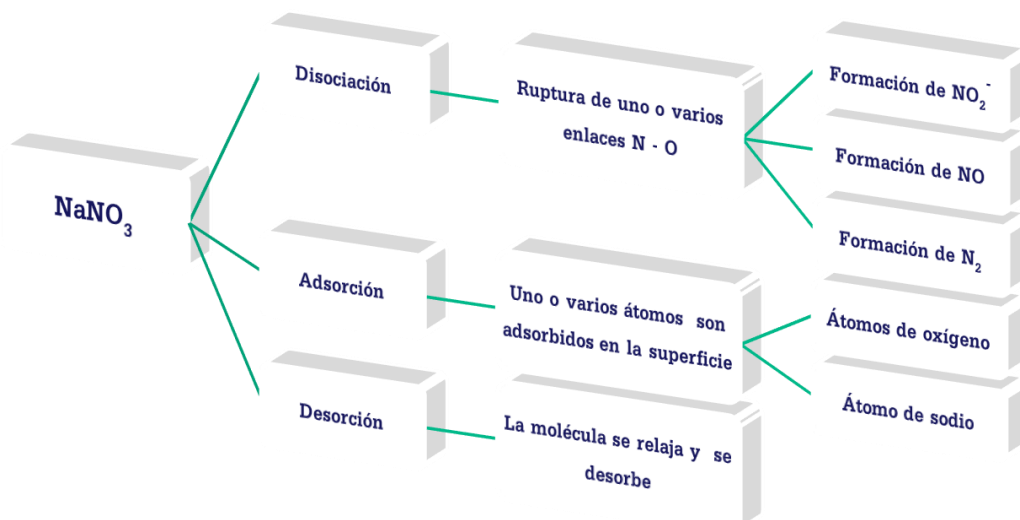 NaNO₃
Disociación
Ruptura de uno o varios
enlaces N - O
Formación de NO₂⁻
Formación de NO
Formación de N₂
Adsorción
Uno o varios átomos son
adsorbidos en la superficie
Átomos de oxígeno
Átomo de sodio
Desorción
La molécula se relaja y se
desorbe